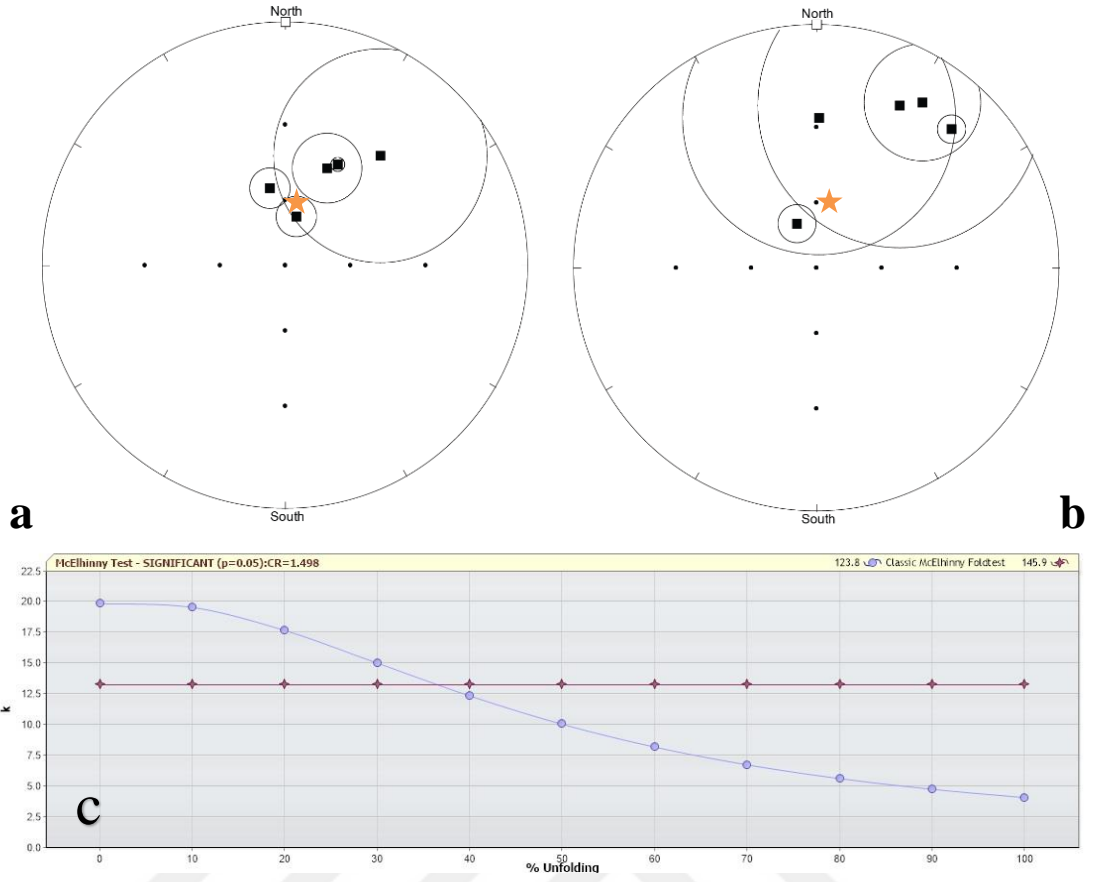 North
North
South
South
a
b
McElhinny Test - SIGNIFICANT (p=0.05):CR=1.498
123.8 Classic McElhinny Foldtest 145.9
22.5
20.0
17.5
15.0
12.5
10.0
7.5
5.0
2.5
0.0
k
c
0 10 20 30 40 50 60 70 80 90 100
% Unfolding